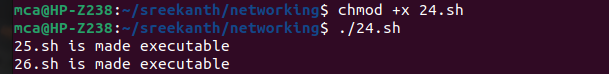 mca@HP-Z238:~/sreekanth/networking$ chmod +x 24.sh
mca@HP-Z238:~/sreekanth/networking$ ./24.sh
25.sh is made executable
26.sh is made executable